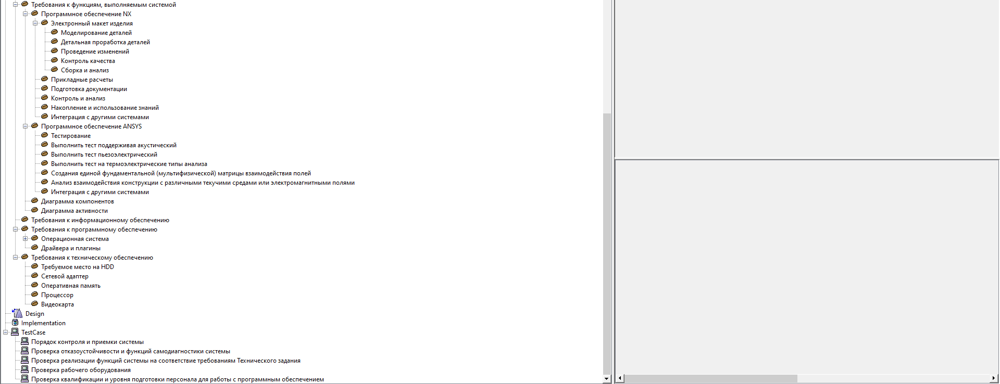 Требования к функциям, выполняемым системой
Программное обеспечение NX
Электронный макет изделия
Моделирование деталей
Детальная проработка деталей
Проведение изменений
Контроль качества
Сборка и анализ
Прикладные расчеты
Подготовка документации
Контроль и анализ
Накопление и использование знаний
Интеграция с другими системами
Программное обеспечение ANSYS
Тестирование
Выполнить тест поддерживая акустический
Выполнить тест пьезоэлектрический
Выполнить тест на термоэлектрические типы анализа
Создания единой фундаментальной (мультифизической) матрицы взаимодействия полей
Анализ взаимодействия конструкции с различными текучими средами или электромагнитными полями
Интеграция с другими системами
Диаграмма компонентов
Диаграмма активности
Требования к информационному обеспечению
Требования к программному обеспечению
Операционная система
Драйвера и плагины
Требования к техническому обеспечению
Требуемое место на HDD
Сетевой адаптер
Оперативная память
Процессор
Видеокарта
Design
Implementation
TestCase
Порядок контроля и приемки системы
Проверка отказоустойчивости и функций самодиагностики системы
Проверка реализации функций системы на соответствие требованиям Технического задания
Проверка рабочего оборудования
Проверка квалификации и уровня подготовки персонала для работы с программным обеспечением